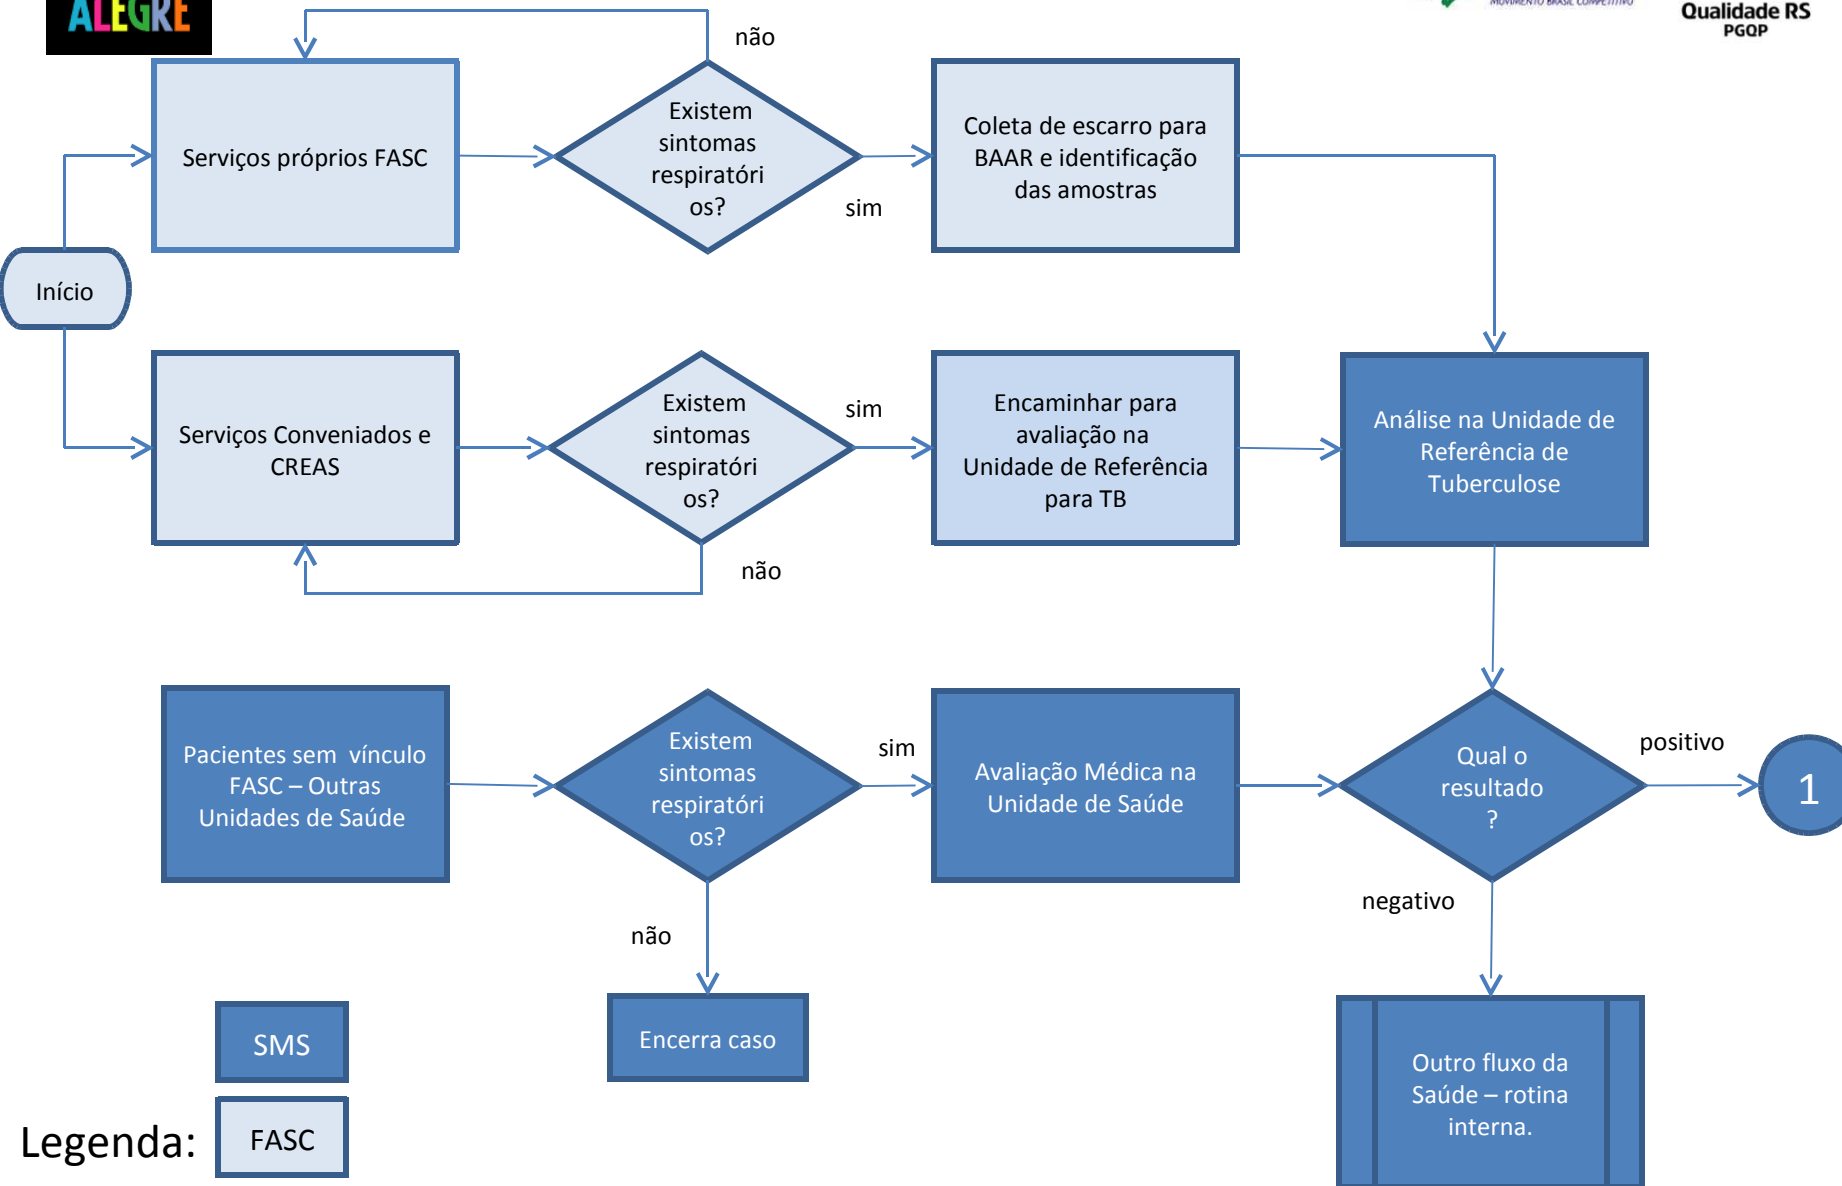 ALEGRE
MOVIMENTO BRASIL COMPETITIVO
Qualidade RS
PGQP
não
Existem
sintomas
respiratóri
os?
Serviços próprios FASC
Coleta de escarro para
BAAR e identificação
das amostras
sim
Início
Serviços Conveniados e
CREAS
Existem
sintomas
respiratóri
os?
sim
não
Encaminhar para
avaliação na
Unidade de Referência
para TB
Análise na Unidade de
Referência de
Tuberculose
Pacientes sem vínculo
FASC – Outras
Unidades de Saúde
Existem
sintomas
respiratóri
os?
sim
não
Avaliação Médica na
Unidade de Saúde
Qual o
resultado
?
positivo
1
negativo
Encerra caso
Outro fluxo da
Saúde – rotina
interna.
SMS
Legenda:
FASC